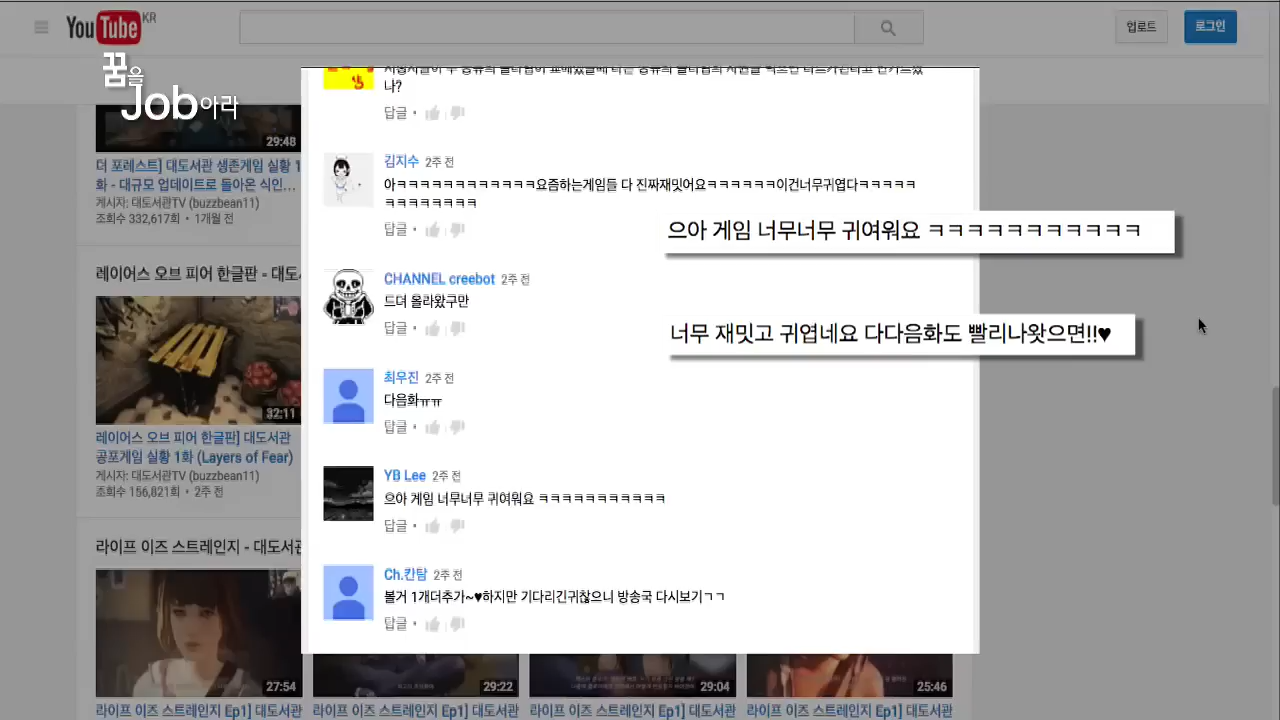 YouTube KR
업로드
로그인
꿈을
Job아라
29:48
더 포레스트] 대도서관 생존게임 실황 1
화 - 대규모 업데이트로 돌아온 식인...
게시자: 대도서관TV (buzzbean11)
조회수 332,617회 • 1개월 전
레이어스 오브 피어 한글판 - 대도
32:11
레이어스 오브 피어 한글판] 대도서관
공포게임 실황 1화 (Layers of Fear)
게시자: 대도서관TV (buzzbean11)
조회수 156,821회 • 2주 전
라이프 이즈 스트레인지 - 대도서관
27:54
29:22
29:04
25:46
라이프 이즈 스트레인지 Ep1] 대도서관
라이프 이즈 스트레인지 Ep1] 대도서관
라이프 이즈 스트레인지 Ep1] 대도서관
라이프 이즈 스트레인지 Ep1] 대도서관
나?
답글 •
김지수 2주 전
아ㅋㅋㅋㅋㅋㅋㅋㅋㅋㅋㅋㅋ요즘하는게임들 다 진짜재밋어요ㅋㅋㅋㅋㅋㅋ이건너무귀엽다ㅋㅋㅋㅋㅋ
ㅋㅋㅋㅋㅋㅋㅋㅋ
답글 •
으아 게임 너무너무 귀여워요 ㅋㅋㅋㅋㅋㅋㅋㅋㅋㅋㅋ
CHANNEL creebot 2주 전
드뎌 올라왔구만
답글 •
너무 재밋고 귀엽네요 다다음화도 빨리나왓으면!!♥
최우진 2주 전
다음화ㅠㅠ
답글 •
YB Lee 2주 전
으아 게임 너무너무 귀여워요 ㅋㅋㅋㅋㅋㅋㅋㅋㅋㅋㅋ
답글 •
Ch.칸탐 2주 전
볼거 1개더추가~♥하지만 기다리긴귀찮으니 방송국 다시보기ㄱㄱ
답글 •